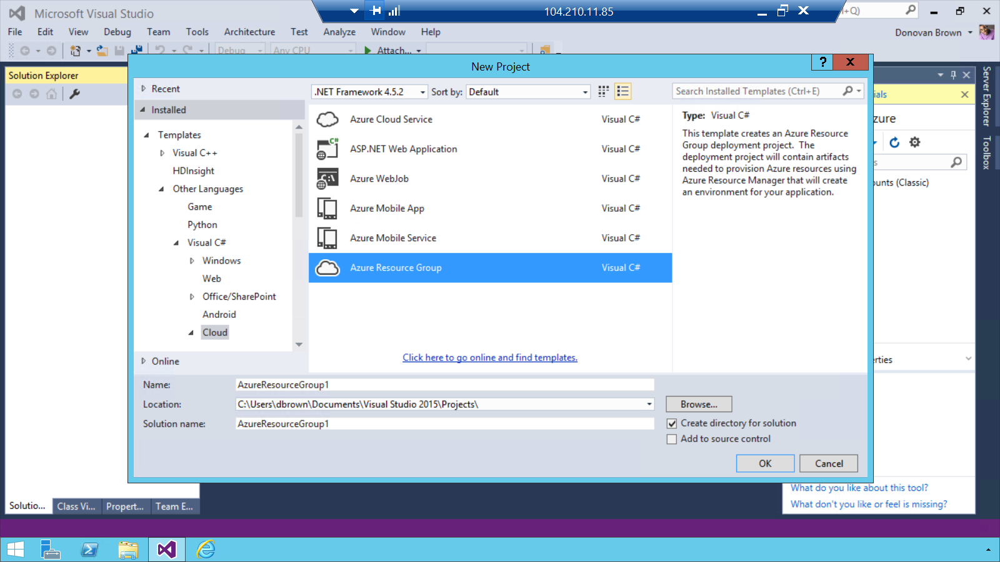 Microsoft Visual Studio
104.210.11.85
+Q)
File Edit View Debug Team Tools Architecture Test Analyze Window Help
Donovan Brown
Debug Any CPU Attach...
New Project
?
Solution Explorer
Recent
.NET Framework 4.5.2 Sort by: Default
Search Installed Templates (Ctrl+E)
Installed
Templates
Visual C++
HDInsight
Other Languages
Game
Python
Visual C#
Windows
Web
Office/SharePoint
Android
Cloud
Online
Azure Cloud Service Visual C#
ASP.NET Web Application Visual C#
Azure WebJob Visual C#
Azure Mobile App Visual C#
Azure Mobile Service Visual C#
Azure Resource Group Visual C#
Click here to go online and find templates.
Type: Visual C#
This template creates an Azure Resource
Group deployment project. The
deployment project will contain artifacts
needed to provision Azure resources using
Azure Resource Manager that will create
an environment for your application.
Name: AzureResourceGroup1
Location: C:\Users\dbrown\Documents\Visual Studio 2015\Projects\
Browse...
Solution name: AzureResourceGroup1
Create directory for solution
Add to source control
OK Cancel
ials
zure
s
unts (Classic)
erties
What do you like about this tool?
What don't you like or feel is missing?
Server Explorer
Toolbox
Solutio... Class Vi... Propert... Team E...